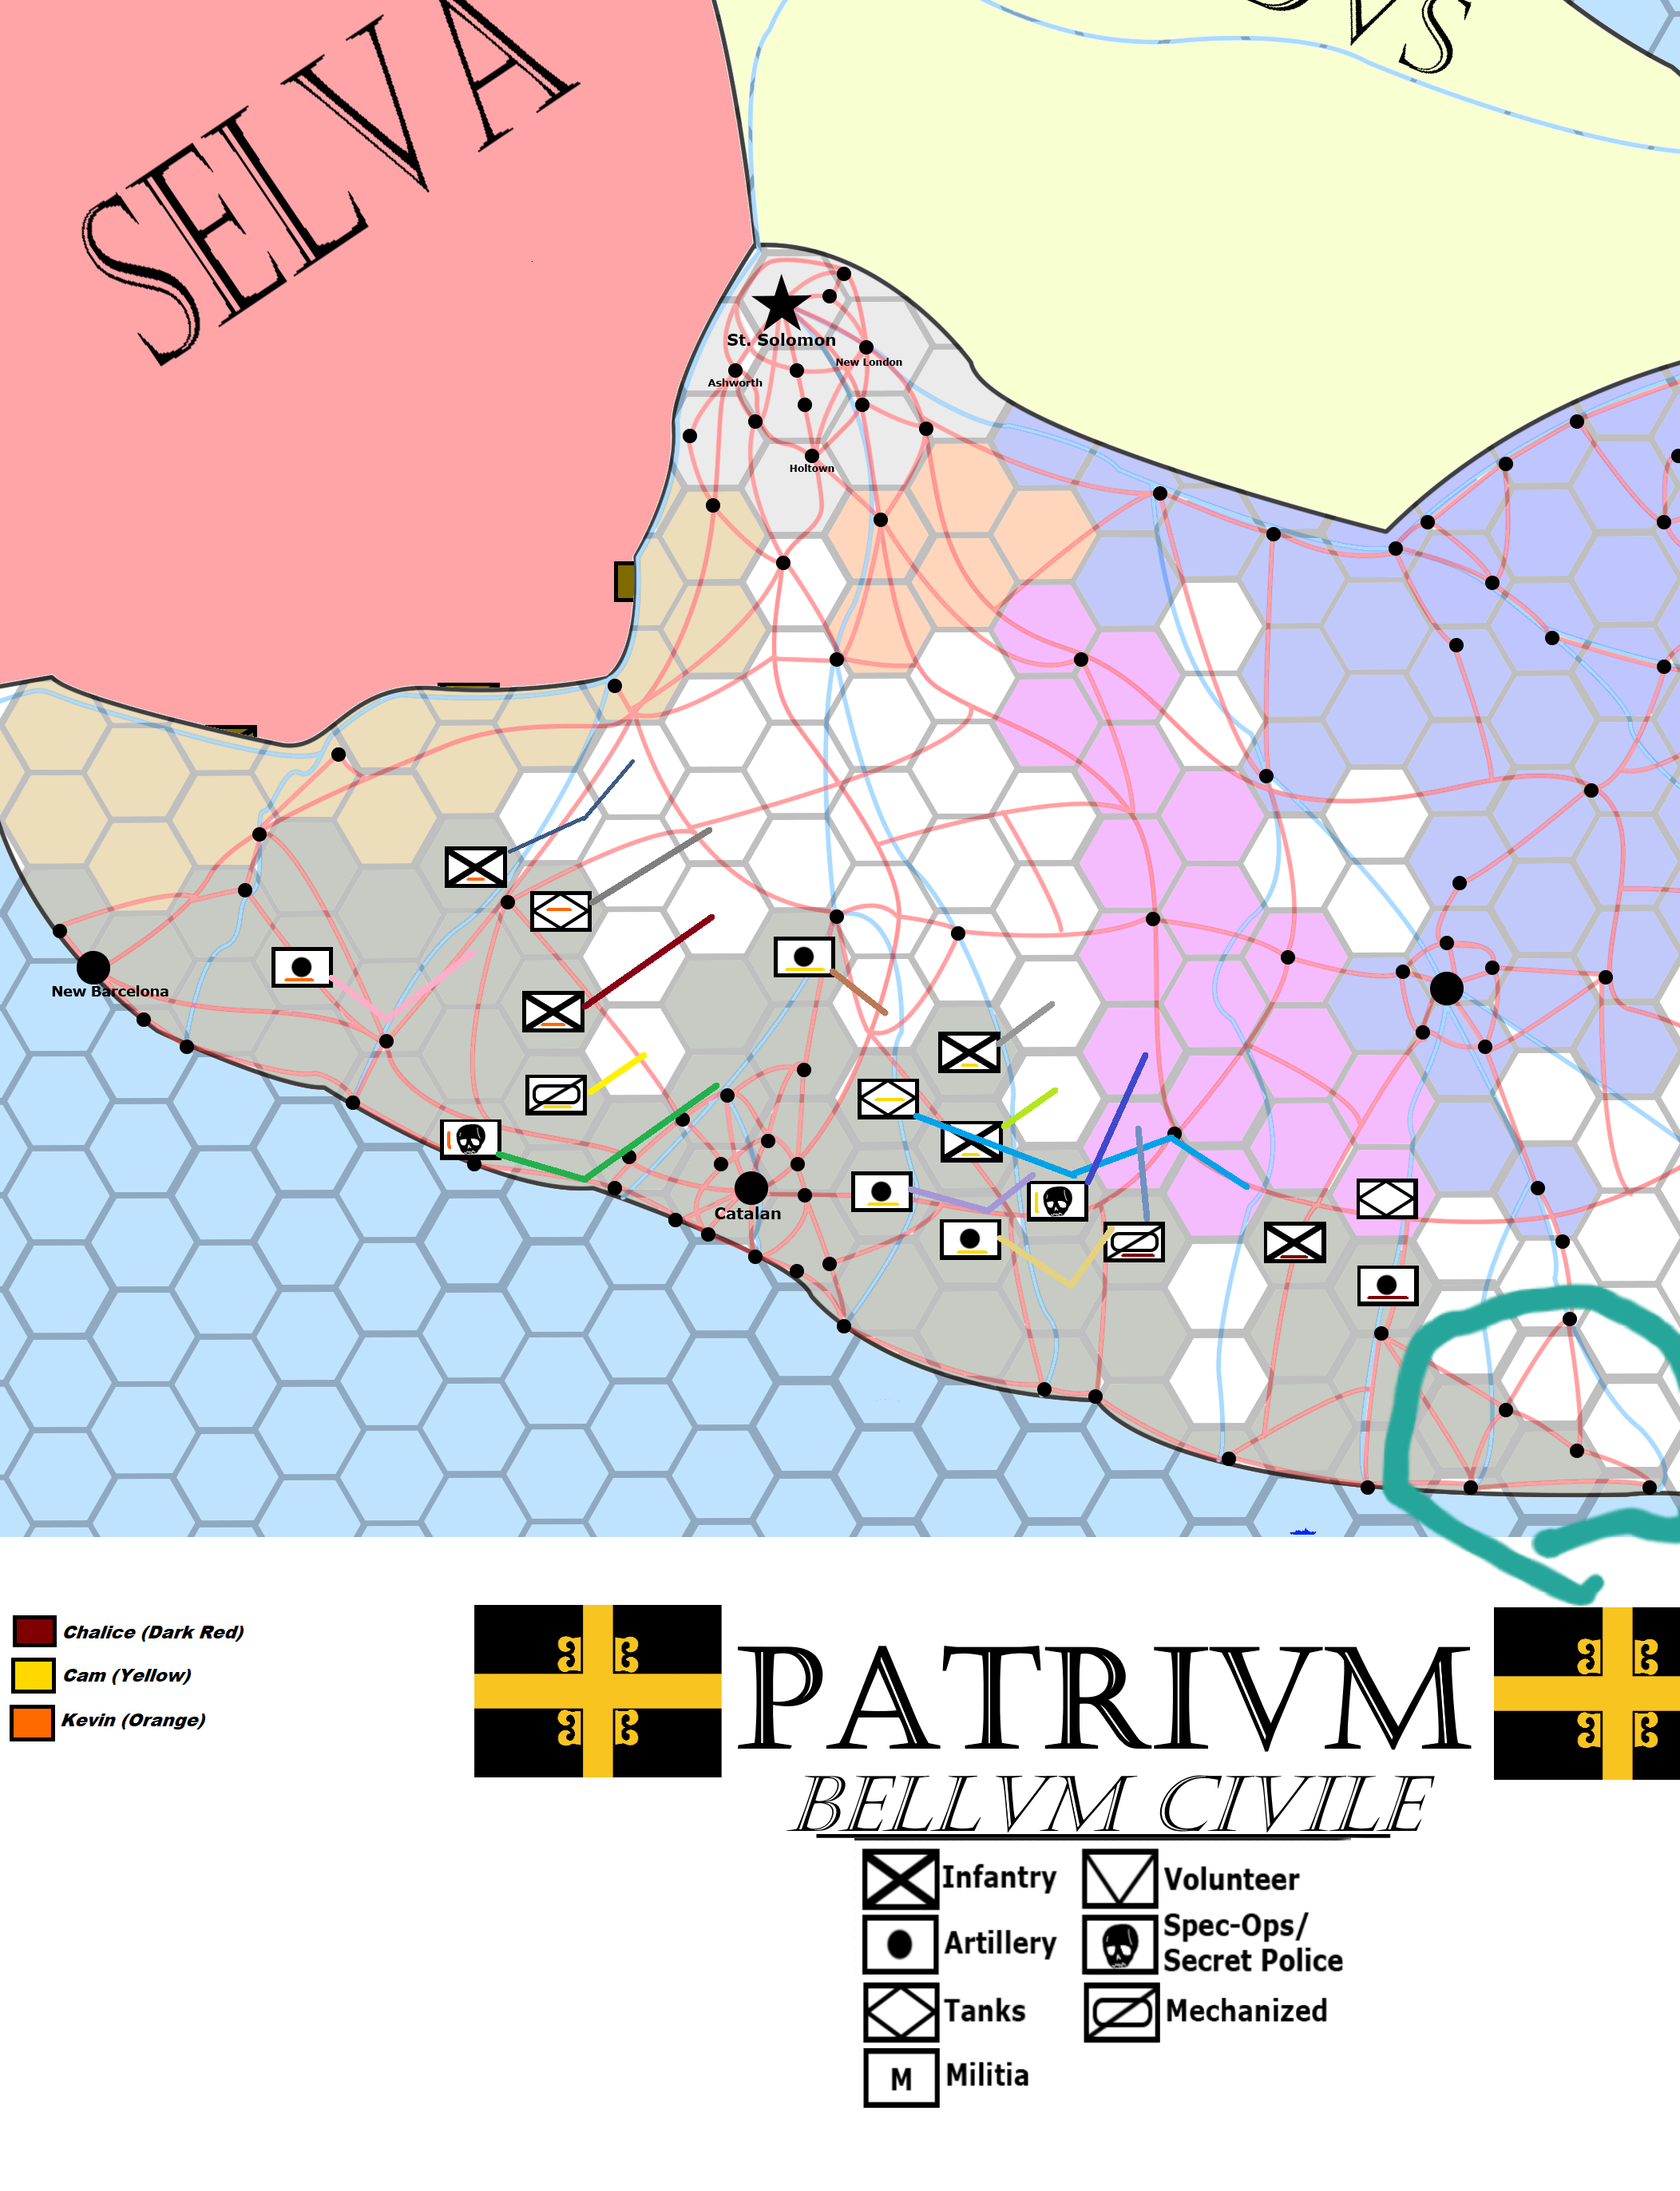 SELVA
VS
St. Solomon
New London
Ashworth
Holtown
New Barcelona
Catalan
Chalice (Dark Red)
Cam (Yellow)
Kevin (Orange)
PATRIVM
BELLVM CIVILE
Infantry
Volunteer
Artillery
Spec-Ops/
Secret Police
Tanks
Mechanized
M
Militia